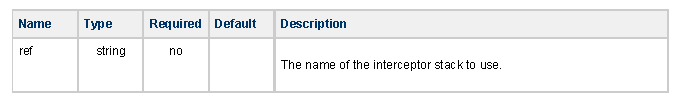 Name Type Required Default Description
ref string no The name of the interceptor stack to use.